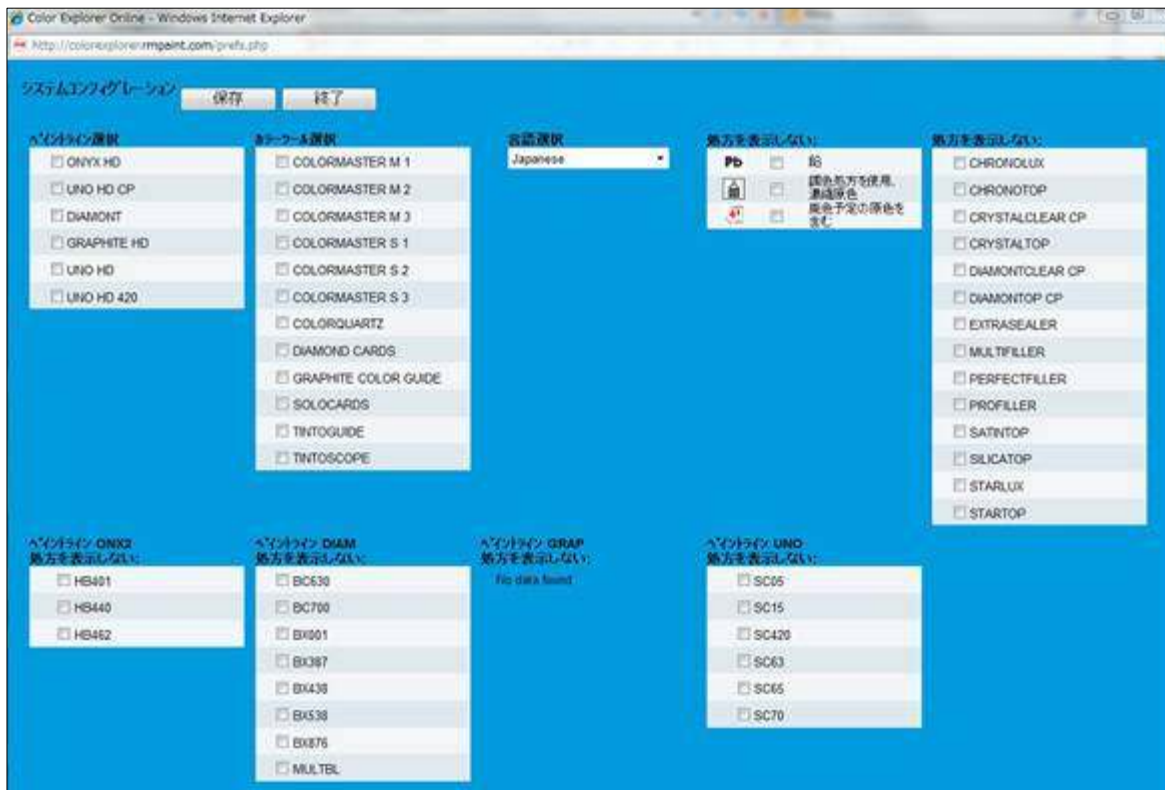 Color Explorer Online - Windows Internet Explorer
http://colorexplorer.rmpaint.com/prefs.php
システムコンフィグレーション
保存
終了
ペイントライン選択
ONYX HD
UNO HD CP
DIAMONT
GRAPHITE HD
UNO HD
UNO HD 420
カラーツール選択
COLORMASTER M 1
COLORMASTER M 2
COLORMASTER M 3
COLORMASTER S 1
COLORMASTER S 2
COLORMASTER S 3
COLORQUARTZ
DIAMOND CARDS
GRAPHITE COLOR GUIDE
SOLOCARDS
TINTOGUIDE
TINTOSCOPE
言語選択
Japanese
処方を表示しない:
Pb 鉛
調色処方を使用、
濃縮原色
廃色予定の原色を
含む
処方を表示しない:
CHRONOLUX
CHRONOTOP
CRYSTALCLEAR CP
CRYSTALTOP
DIAMONTCLEAR CP
DIAMONTOP CP
EXTRASEALER
MULTIFILLER
PERFECTFILLER
PROFILLER
SATINTOP
SILICATOP
STARLUX
STARTOP
ペイントライン ONX2
処方を表示しない:
HB401
HB440
HB462
ペイントライン DIAM
処方を表示しない:
BC630
BC700
BX001
BX387
BX438
BX538
BX876
MULTBL
ペイントライン GRAP
処方を表示しない:
No data found
ペイントライン UNO
処方を表示しない:
SC05
SC15
SC420
SC63
SC65
SC70